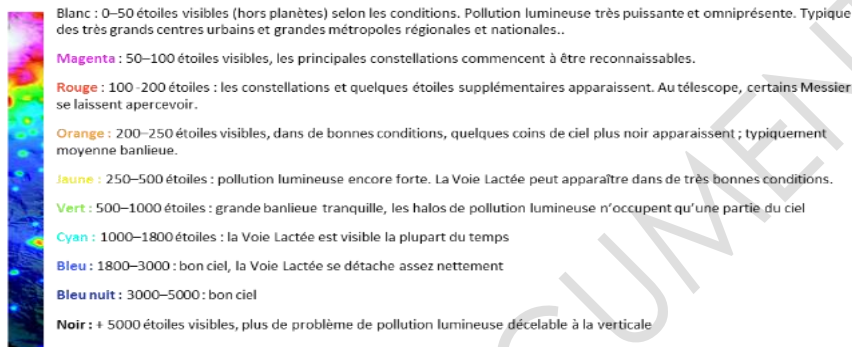 Blanc : 0–50 étoiles visibles (hors planètes) selon les conditions. Pollution lumineuse très puissante et omniprésente. Typique
des très grands centres urbains et grandes métropoles régionales et nationales..
Magenta : 50–100 étoiles visibles, les principales constellations commencent à être reconnaissables.
Rouge : 100 -200 étoiles : les constellations et quelques étoiles supplémentaires apparaissent. Au télescope, certains Messier
se laissent apercevoir.
Orange : 200–250 étoiles visibles, dans de bonnes conditions, quelques coins de ciel plus noir apparaissent ; typiquement
moyenne banlieue.
Jaune : 250–500 étoiles : pollution lumineuse encore forte. La Voie Lactée peut apparaître dans de très bonnes conditions.
Vert : 500–1000 étoiles : grande banlieue tranquille, les halos de pollution lumineuse n’occupent qu’une partie du ciel
Cyan : 1000–1800 étoiles : la Voie Lactée est visible la plupart du temps
Bleu : 1800–3000 : bon ciel, la Voie Lactée se détache assez nettement
Bleu nuit : 3000–5000 : bon ciel
Noir : + 5000 étoiles visibles, plus de problème de pollution lumineuse décelable à la verticale
CUMEN